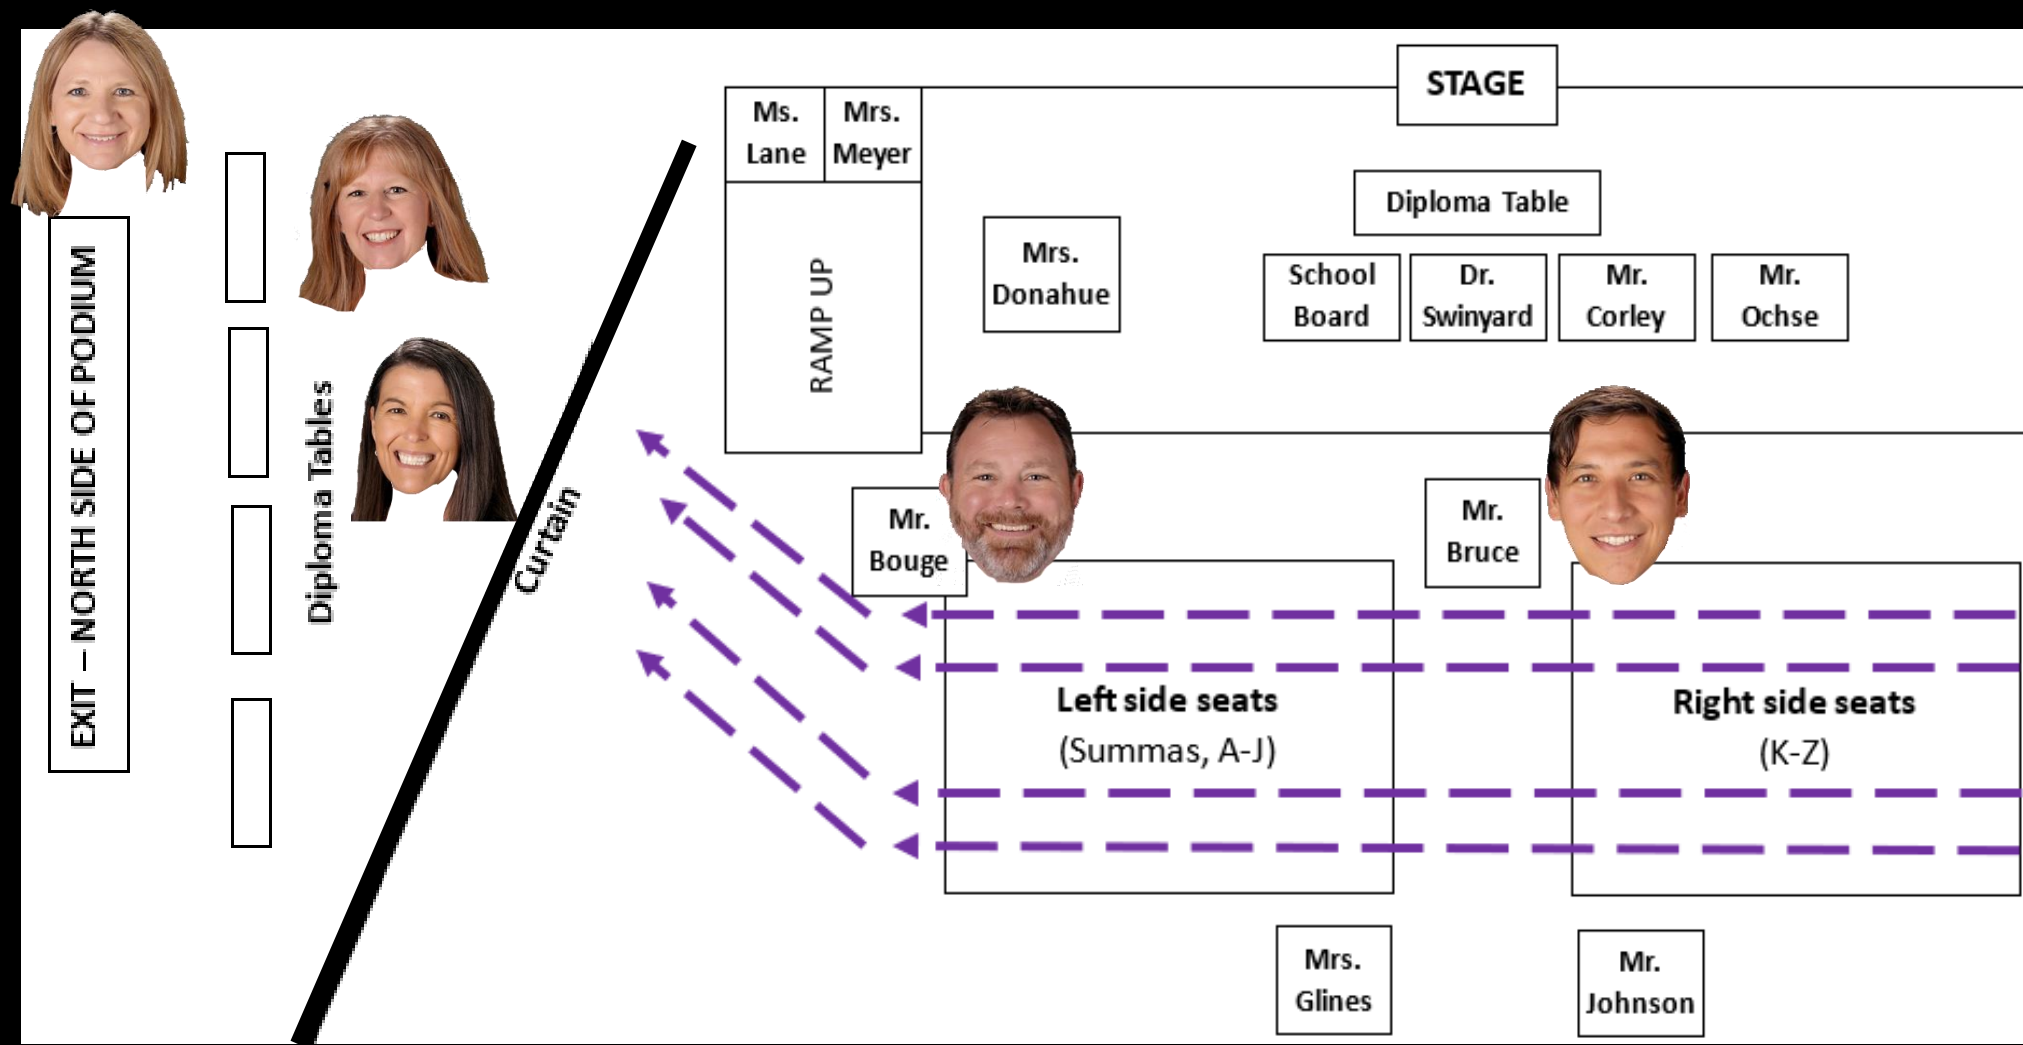 STAGE
Ms.
Lane
Mrs.
Meyer
RAMP UP
Diploma Table
Mrs.
Donahue
School
Board
Dr.
Swinyard
Mr.
Corley
Mr.
Ochse
EXIT – NORTH SIDE OF PODIUM
Diploma Tables
Curtain
Mr.
Bouge
Mr.
Bruce
Left side seats
(Summas, A-J)
Right side seats
(K-Z)
Mrs.
Glines
Mr.
Johnson